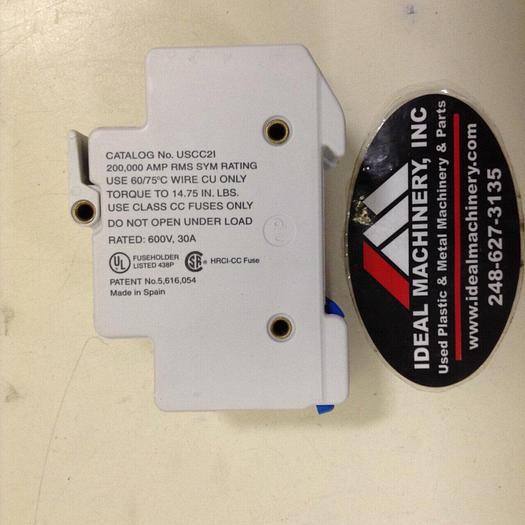 CATALOG No. USCC2I
200,000 AMP RMS SYM RATING
USE 60/75°C WIRE CU ONLY
TORQUE TO 14.75 IN. LBS.
USE CLASS CC FUSES ONLY
DO NOT OPEN UNDER LOAD
RATED: 600V, 30A
UL FUSEHOLDER
LISTED 438P
HRCI-CC Fuse
PATENT No.5,616,054
Made in Spain
IDEAL MACHINERY, INC
Used Plastic & Metal Machinery & Parts
www.idealmachinery.com
248-627-3135